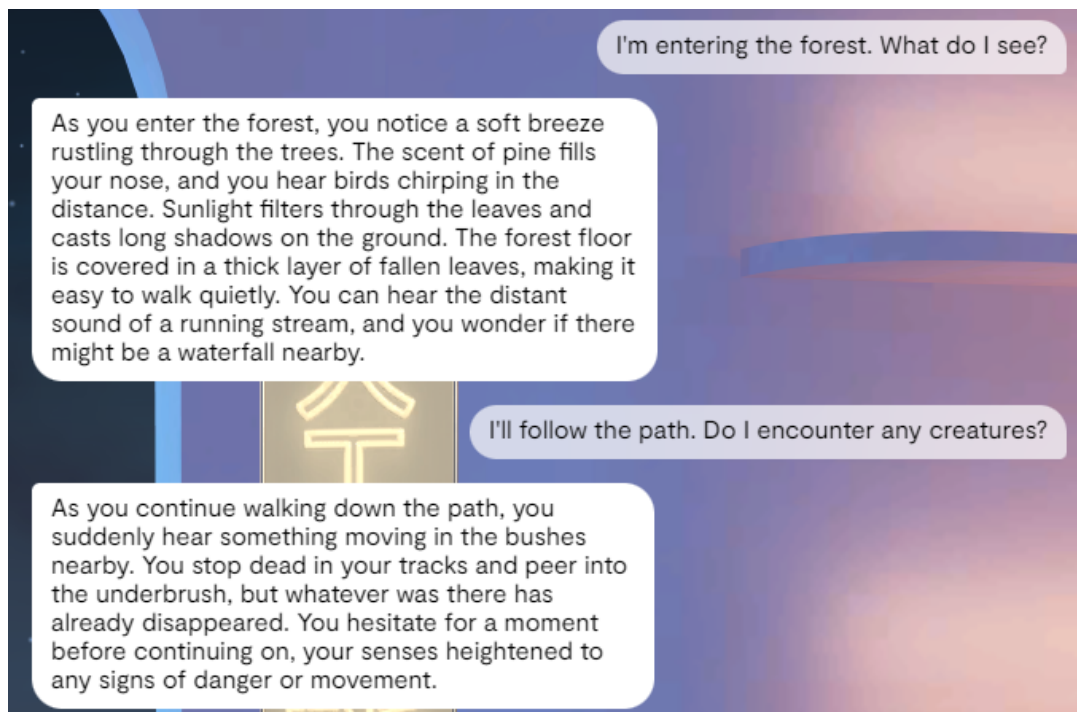 I'm entering the forest. What do I see?
As you enter the forest, you notice a soft breeze
rustling through the trees. The scent of pine fills
your nose, and you hear birds chirping in the
distance. Sunlight filters through the leaves and
casts long shadows on the ground. The forest floor
is covered in a thick layer of fallen leaves, making it
easy to walk quietly. You can hear the distant
sound of a running stream, and you wonder if there
might be a waterfall nearby.
I'll follow the path. Do I encounter any creatures?
As you continue walking down the path, you
suddenly hear something moving in the bushes
nearby. You stop dead in your tracks and peer into
the underbrush, but whatever was there has
already disappeared. You hesitate for a moment
before continuing on, your senses heightened to
any signs of danger or movement.